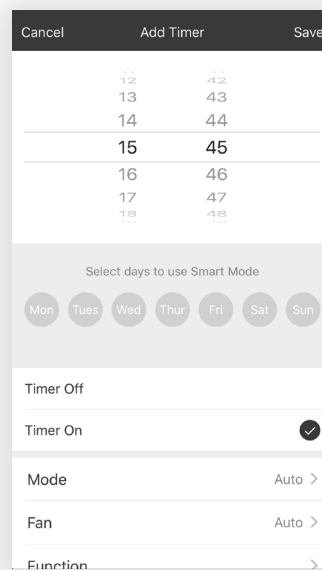 Cancel Add Timer Save
12 42
13 43
14 44
15 45
16 46
17 47
18 48
Select days to use Smart Mode
Mon Tues Wed Thur Fri Sat Sun
Timer Off
Timer On
Mode Auto
Fan Auto
Function